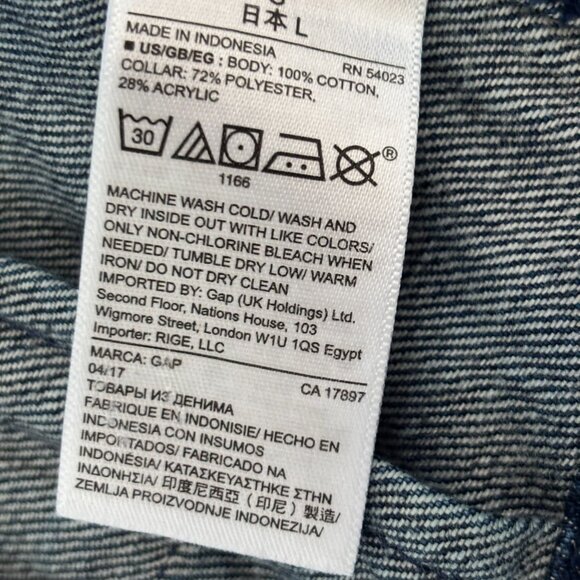 日本 L
MADE IN INDONESIA RN 54023
■ US/GB/EG : BODY: 100% COTTON,
COLLAR: 72% POLYESTER,
28% ACRYLIC
30 ®
1166
MACHINE WASH COLD/ WASH AND
DRY INSIDE OUT WITH LIKE COLORS/
ONLY NON-CHLORINE BLEACH WHEN
NEEDED/ TUMBLE DRY LOW/ WARM
IRON/ DO NOT DRY CLEAN
IMPORTED BY: Gap (UK Holdings) Ltd.
Second Floor, Nations House, 103
Wigmore Street, London W1U 1QS Egypt
Importer: RIGE, LLC
MARCA: GAP
04/17 CA 17897
ТОВАРЫ ИЗ ДЕНИМА
FABRIQUE EN INDONISIE/ HECHO EN
INDONESIA CON INSUMOS
IMPORTADOS/ FABRICADO NA
INDONÉSIA/ ΚΑΤΑΣΚΕΥΑΣΤΗΚΕ ΣΤΗΝ
ΙΝΔΟΝΗΣΙΑ/ 印度尼西亞（印尼）製造/
ZEMLJA PROIZVODNJE INDONEZIJA/